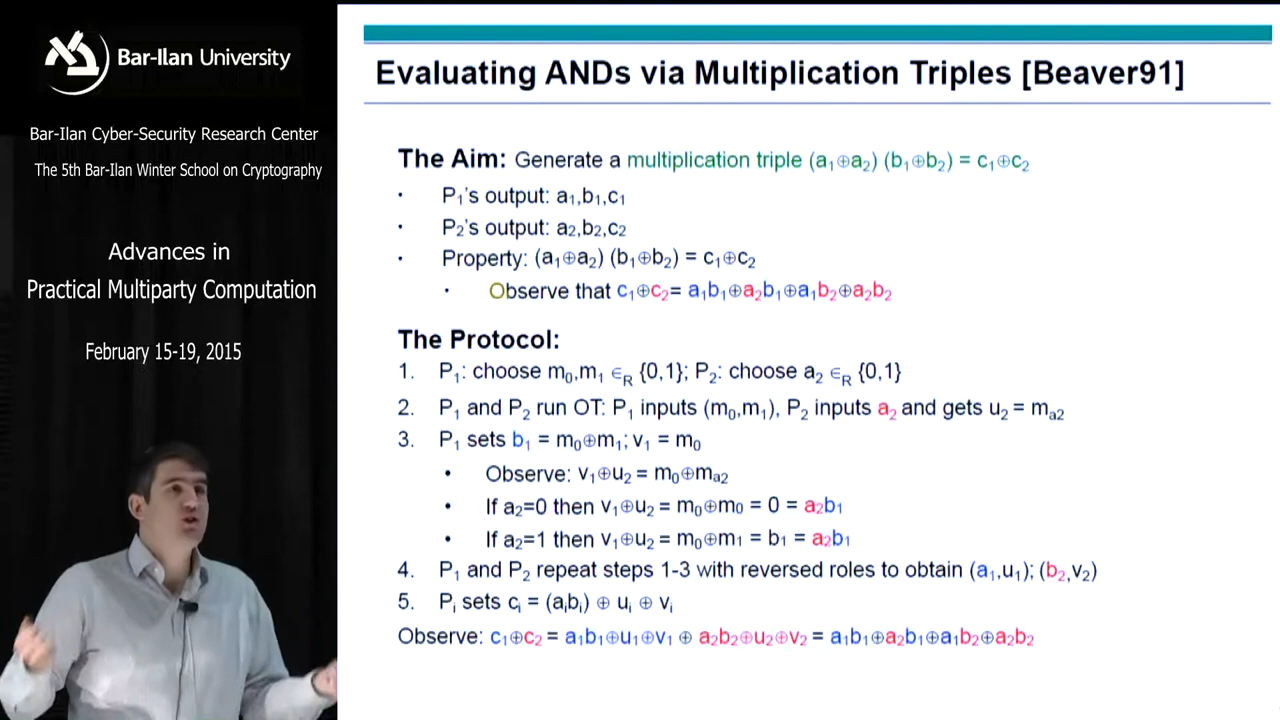 Bar-Ilan University
Bar-Ilan Cyber-Security Research Center
The 5th Bar-Ilan Winter School on Cryptography
Advances in
Practical Multiparty Computation
February 15-19, 2015
Evaluating ANDs via Multiplication Triples [Beaver91]
The Aim: Generate a multiplication triple (a₁⊕a₂) (b₁⊕b₂) = c₁⊕c₂
· P₁'s output: a₁,b₁,c₁
· P₂'s output: a₂,b₂,c₂
· Property: (a₁⊕a₂) (b₁⊕b₂) = c₁⊕c₂
· Observe that c₁⊕c₂= a₁b₁⊕a₂b₁⊕a₁b₂⊕a₂b₂
The Protocol:
1. P₁: choose m₀,m₁ ∈R {0,1}; P₂: choose a₂ ∈R {0,1}
2. P₁ and P₂ run OT: P₁ inputs (m₀,m₁), P₂ inputs a₂ and gets u₂ = ma2
3. P₁ sets b₁ = m₀⊕m₁; v₁ = m₀
• Observe: v₁⊕u₂ = m₀⊕ma2
• If a₂=0 then v₁⊕u₂ = m₀⊕m₀ = 0 = a₂b₁
• If a₂=1 then v₁⊕u₂ = m₀⊕m₁ = b₁ = a₂b₁
4. P₁ and P₂ repeat steps 1-3 with reversed roles to obtain (a₁,u₁); (b₂,v₂)
5. Pᵢ sets cᵢ = (aᵢbᵢ) ⊕ uᵢ ⊕ vᵢ
Observe: c₁⊕c₂ = a₁b₁⊕u₁⊕v₁ ⊕ a₂b₂⊕u₂⊕v₂ = a₁b₁⊕a₂b₁⊕a₁b₂⊕a₂b₂